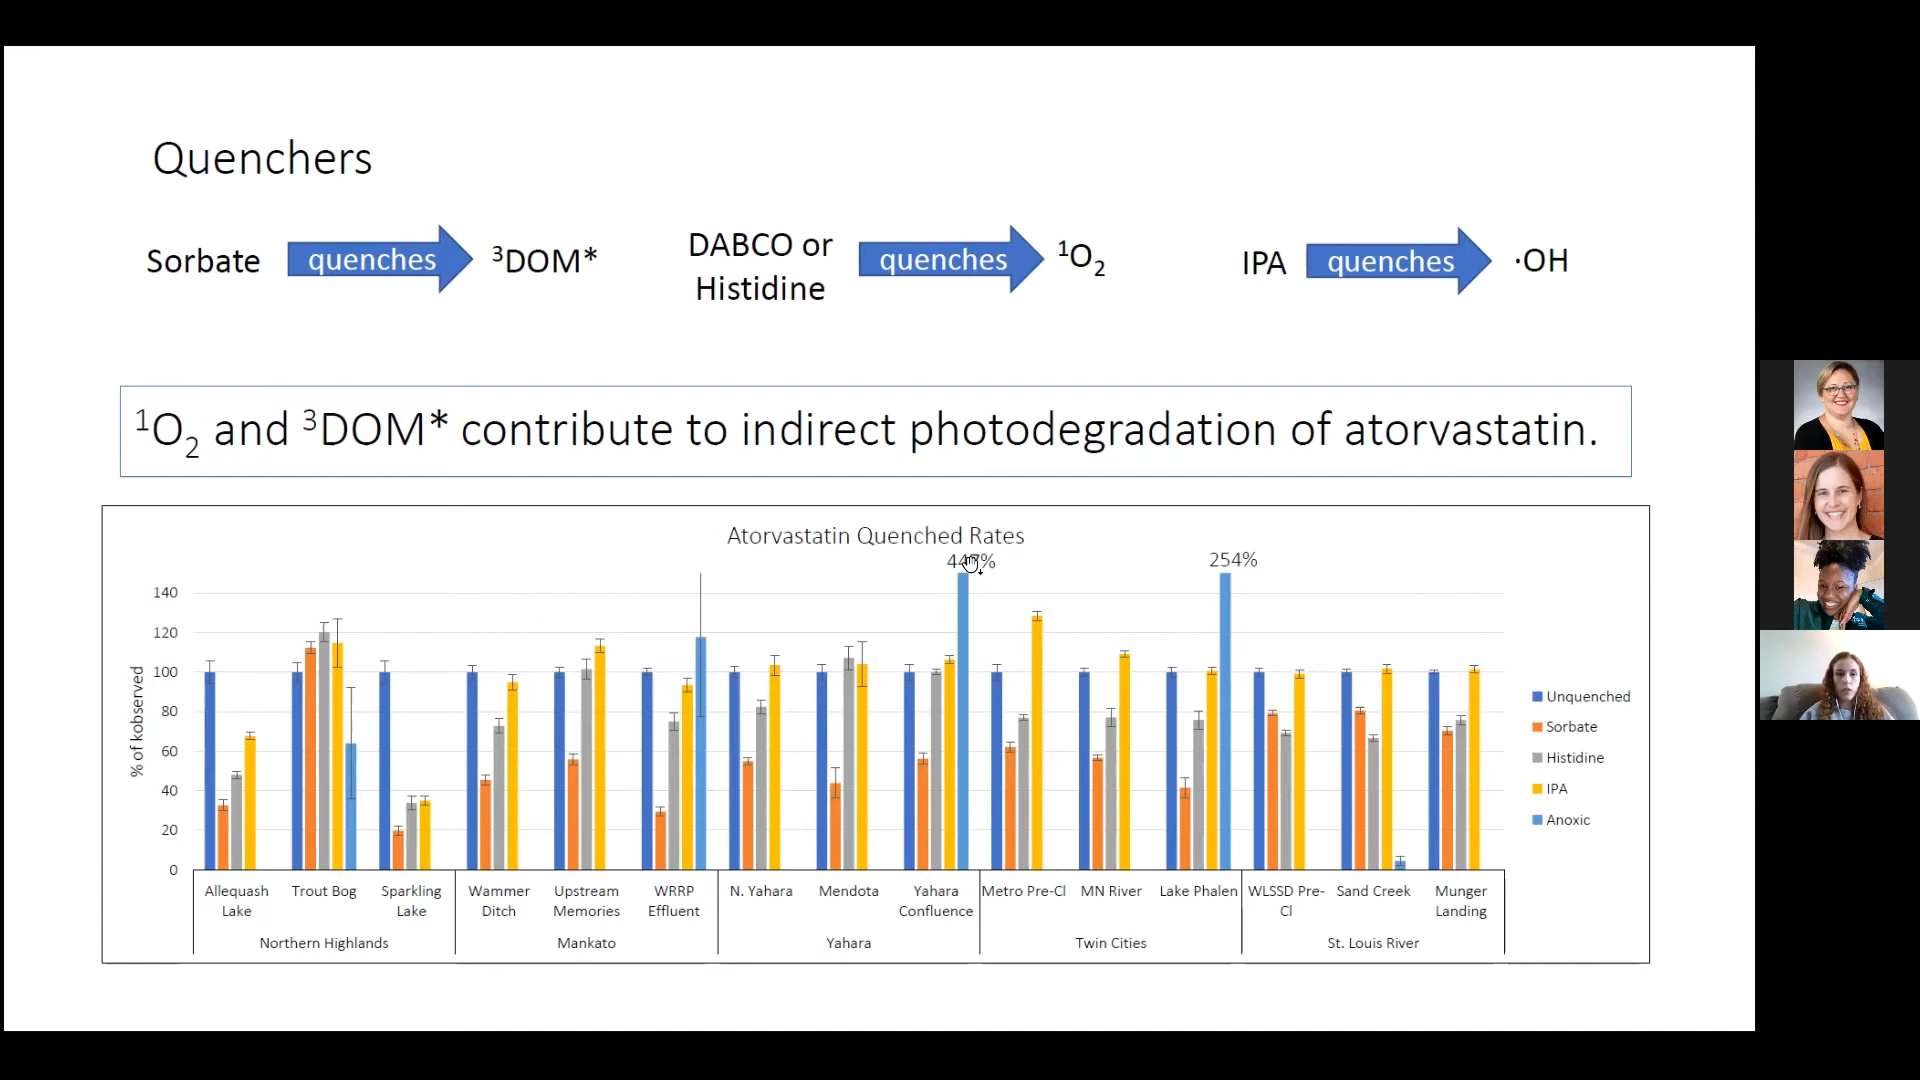 Quenchers
Sorbate quenches ³DOM*
DABCO or
Histidine
quenches ¹O₂
IPA quenches ·OH
¹O₂ and ³DOM* contribute to indirect photodegradation of atorvastatin.
Atorvastatin Quenched Rates
447%
254%
140
120
100
80
60
40
20
0
% of kobserved
Unquenched
Sorbate
Histidine
IPA
Anoxic
Allequash
Lake
Trout Bog
Sparkling
Lake
Wammer
Ditch
Upstream
Memories
WRRP
Effluent
N. Yahara
Mendota
Yahara
Confluence
Metro Pre-Cl
MN River
Lake Phalen
WLSSD Pre-
Cl
Sand Creek
Munger
Landing
Northern Highlands
Mankato
Yahara
Twin Cities
St. Louis River